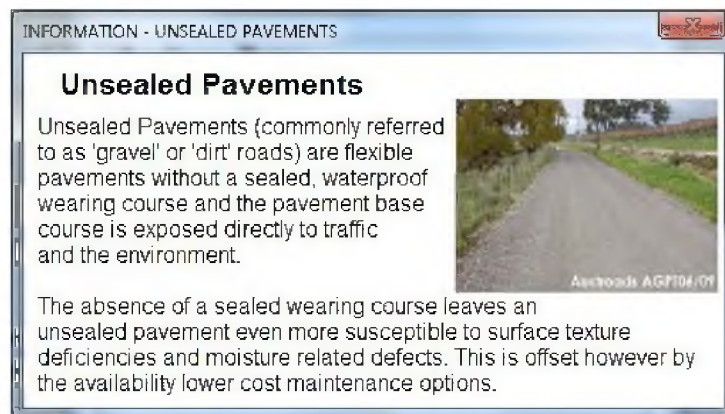 INFORMATION - UNSEALED PAVEMENTS
Unsealed Pavements
Unsealed Pavements (commonly referred
to as 'gravel' or 'dirt' roads) are flexible
pavements without a sealed, waterproof
wearing course and the pavement base
course is exposed directly to traffic
and the environment.
Austroads AGPT06/09
The absence of a sealed wearing course leaves an
unsealed pavement even more susceptible to surface texture
deficiencies and moisture related defects. This is offset however by
the availability lower cost maintenance options.